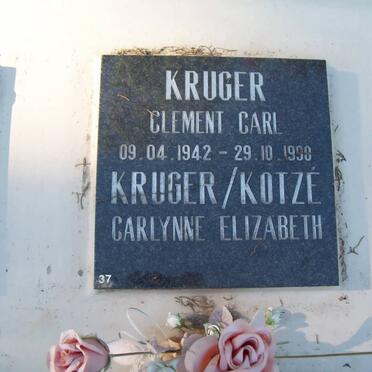 KRUGER
CLEMENT CARL
09.04.1942 - 29.10.1998
KRUGER/KOTZÉ
CARLYNNE ELIZABETH
37